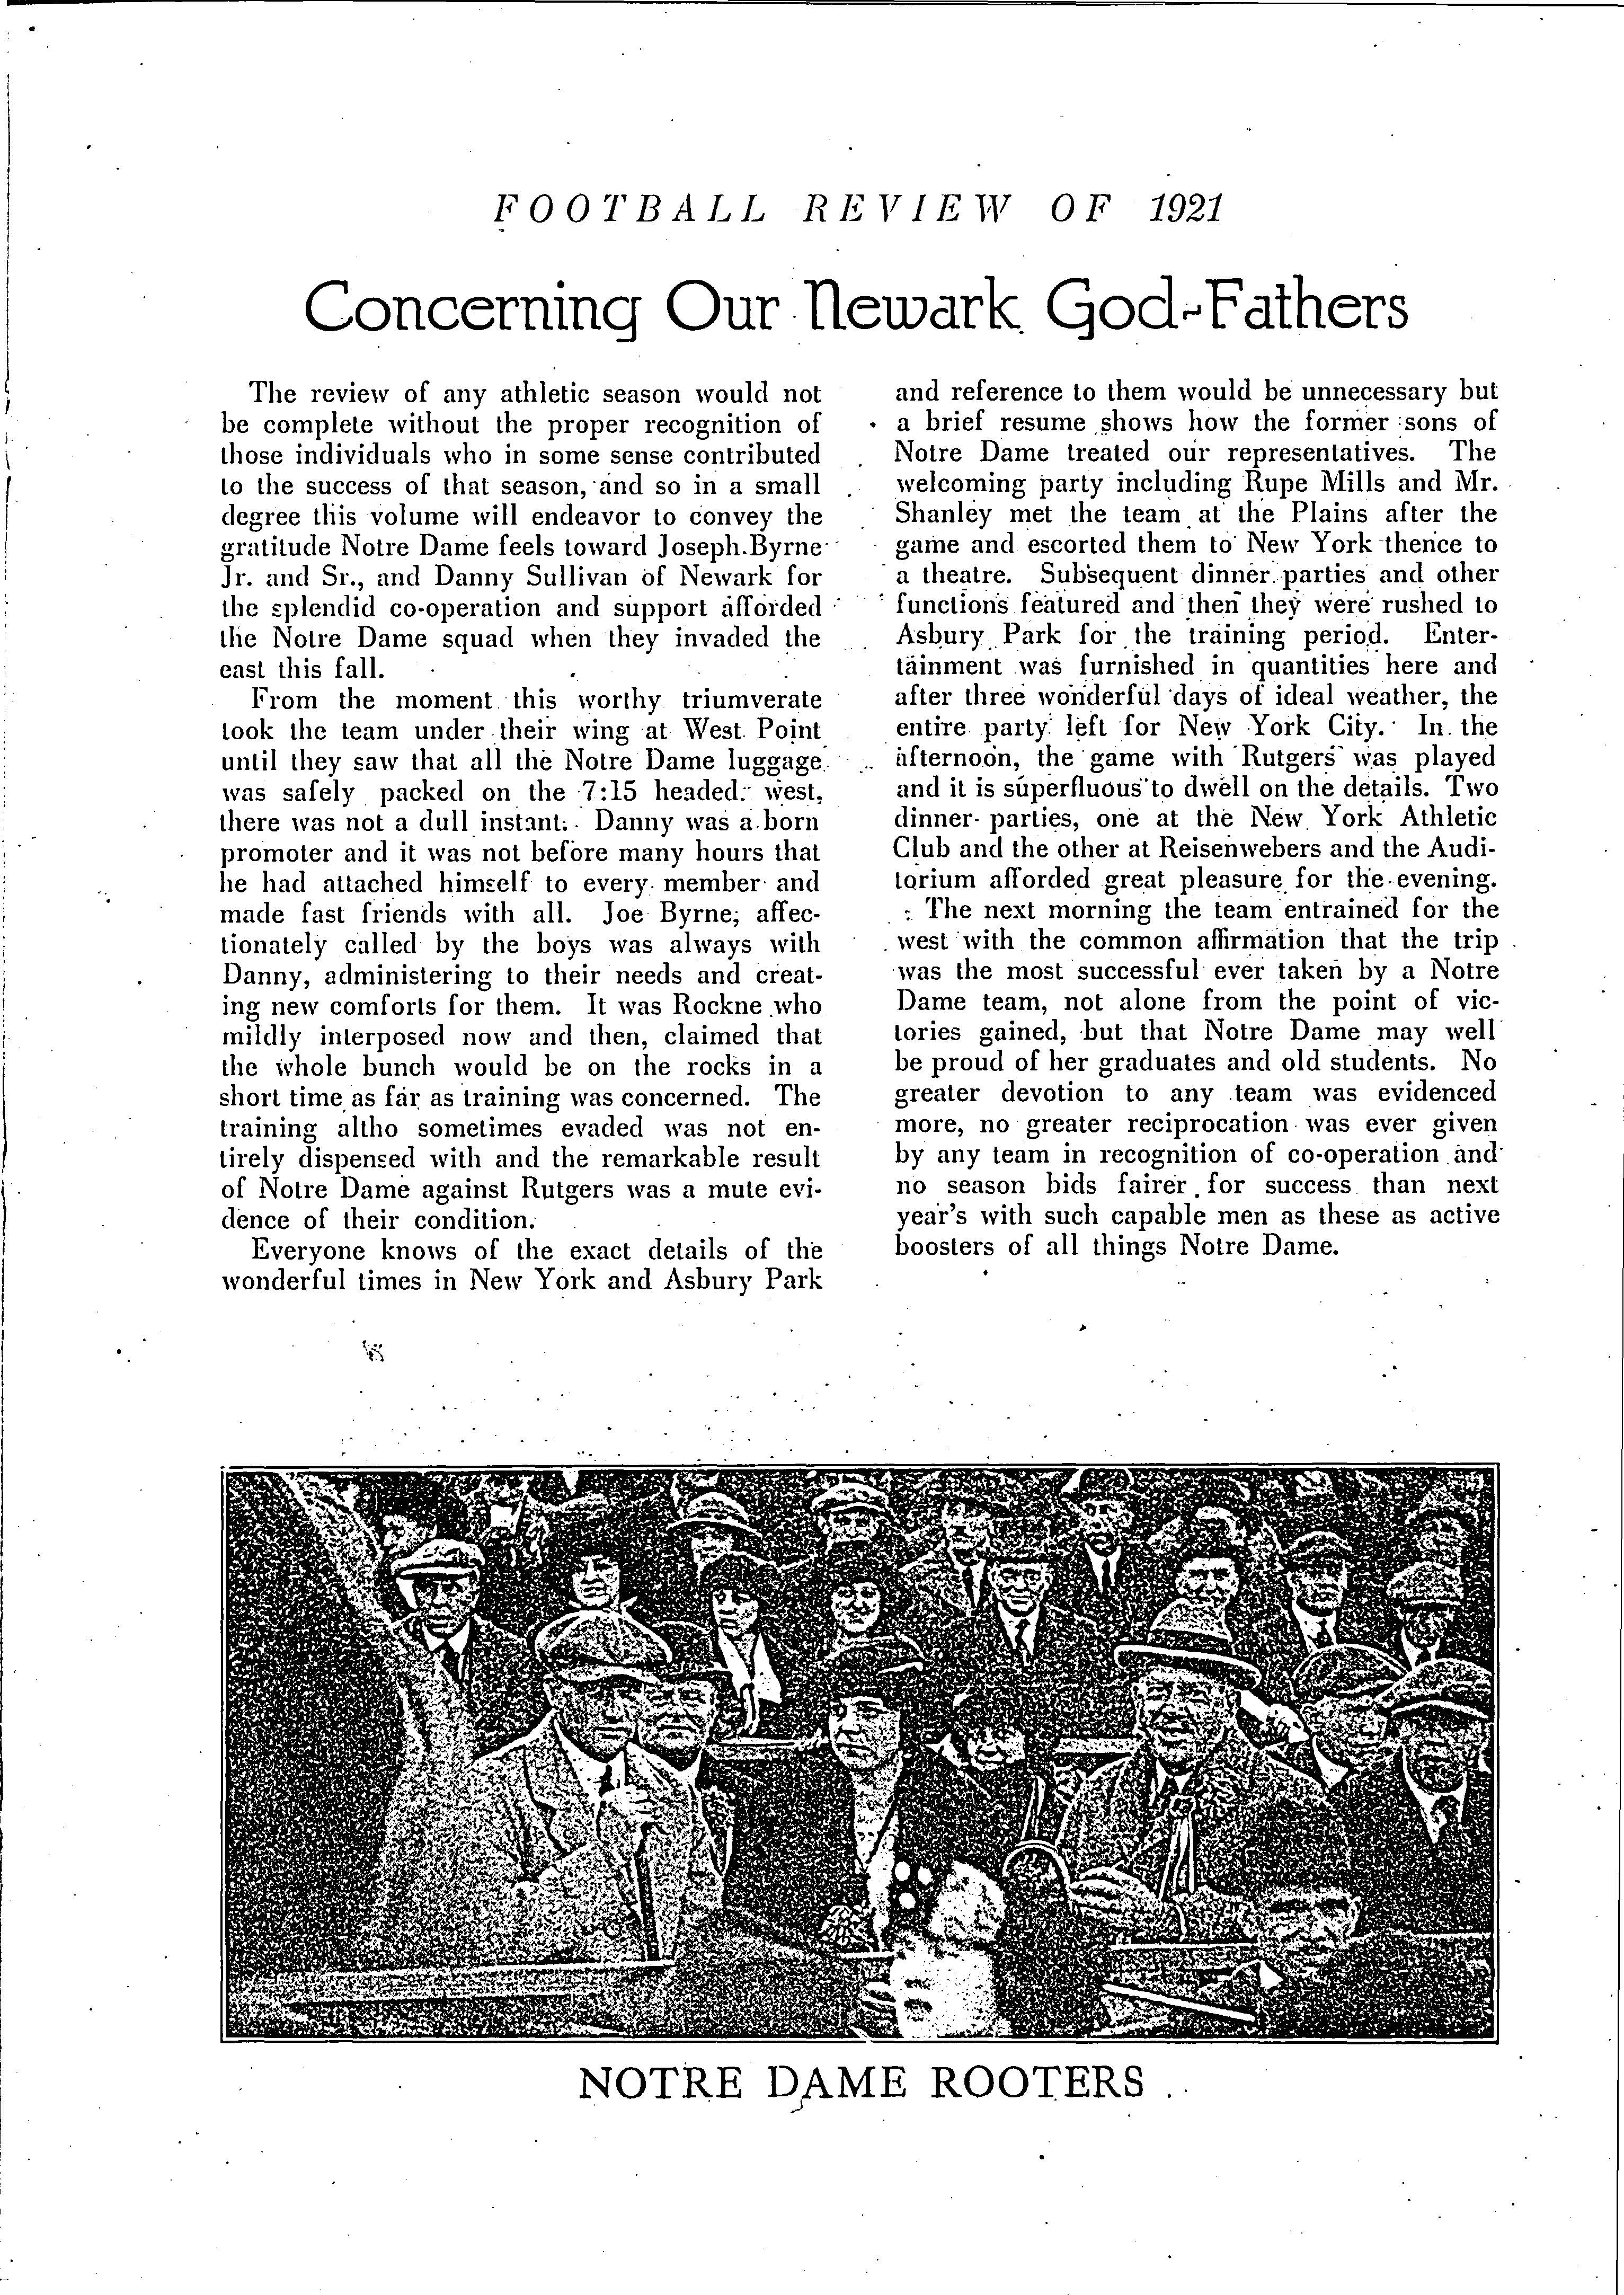 FOOTBALL REVIEW OF 1921
Concerning Our Newark God-Fathers
The review of any athletic season would not
be complete without the proper recognition of
those individuals who in some sense contributed
to the success of that season, and so in a small
degree this volume will endeavor to convey the
gratitude Notre Dame feels toward Joseph Byrne
Jr. and Sr., and Danny Sullivan of Newark for
the splendid co-operation and support afforded
the Notre Dame squad when they invaded the
east this fall.
From the moment this worthy triumverate
took the team under their wing at West Point
until they saw that all the Notre Dame luggage
was safely packed on the 7:15 headed west,
there was not a dull instant. Danny was a born
promoter and it was not before many hours that
he had attached himself to every member and
made fast friends with all. Joe Byrne, affec-
tionately called by the boys was always with
Danny, administering to their needs and creat-
ing new comforts for them. It was Rockne who
mildly interposed now and then, claimed that
the whole bunch would be on the rocks in a
short time as far as training was concerned. The
training altho sometimes evaded was not en-
tirely dispensed with and the remarkable result
of Notre Dame against Rutgers was a mute evi-
dence of their condition.
Everyone knows of the exact details of the
wonderful times in New York and Asbury Park
and reference to them would be unnecessary but
a brief resume shows how the former sons of
Notre Dame treated our representatives. The
welcoming party including Rupe Mills and Mr.
Shanley met the team at the Plains after the
game and escorted them to New York thence to
a theatre. Subsequent dinner parties and other
functions featured and then they were rushed to
Asbury Park for the training period. Enter-
tainment was furnished in quantities here and
after three wonderful days of ideal weather, the
entire party left for New York City. In the
afternoon, the game with Rutgers was played
and it is superfluous to dwell on the details. Two
dinner parties, one at the New York Athletic
Club and the other at Reisenwebers and the Audi-
torium afforded great pleasure for the evening.
The next morning the team entrained for the
west with the common affirmation that the trip
was the most successful ever taken by a Notre
Dame team, not alone from the point of vic-
tories gained, but that Notre Dame may well
be proud of her graduates and old students. No
greater devotion to any team was evidenced
more, no greater reciprocation was ever given
by any team in recognition of co-operation and
no season bids fairer for success than next
year's with such capable men as these as active
boosters of all things Notre Dame.
NOTRE DAME ROOTERS